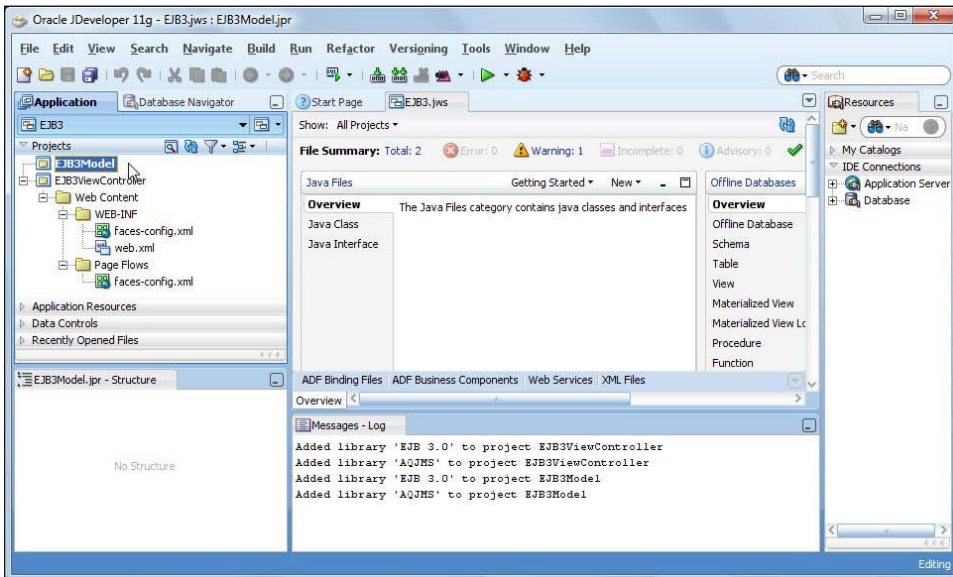 Oracle JDeveloper 11g - EJB3.jws : EJB3Model.jpr
File Edit View Search Navigate Build Run Refactor Versioning Tools Window Help
Search
Application
Database Navigator
EJB3
Projects
EJB3Model
EJB3ViewController
Web Content
WEB-INF
faces-config.xml
web.xml
Page Flows
faces-config.xml
Application Resources
Data Controls
Recently Opened Files
EJB3Model.jpr - Structure
No Structure
Start Page
EJB3.jws
Show: All Projects
File Summary: Total: 2 Error: 0 Warning: 1 Incomplete: 0 Advisory: 0
Java Files Getting Started New
Overview
Java Class
Java Interface
The Java Files category contains java classes and interfaces
Offline Databases
Overview
Offline Database
Schema
Table
View
Materialized View
Materialized View Lo
Procedure
Function
ADF Binding Files ADF Business Components Web Services XML Files
Overview
Messages - Log
Added library 'EJB 3.0' to project EJB3ViewController
Added library 'AQJMS' to project EJB3ViewController
Added library 'EJB 3.0' to project EJB3Model
Added library 'AQJMS' to project EJB3Model
Resources
Na
My Catalogs
IDE Connections
Application Server
Database
Editing